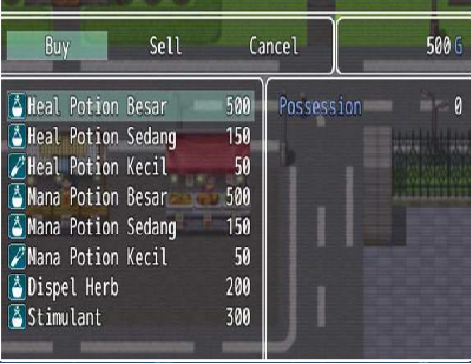 Buy Sell Cancel 500 G
Heal Potion Besar 500 Possession 0
Heal Potion Sedang 150
Heal Potion Kecil 50
Mana Potion Besar 500
Mana Potion Sedang 150
Mana Potion Kecil 50
Dispel Herb 200
Stimulant 300